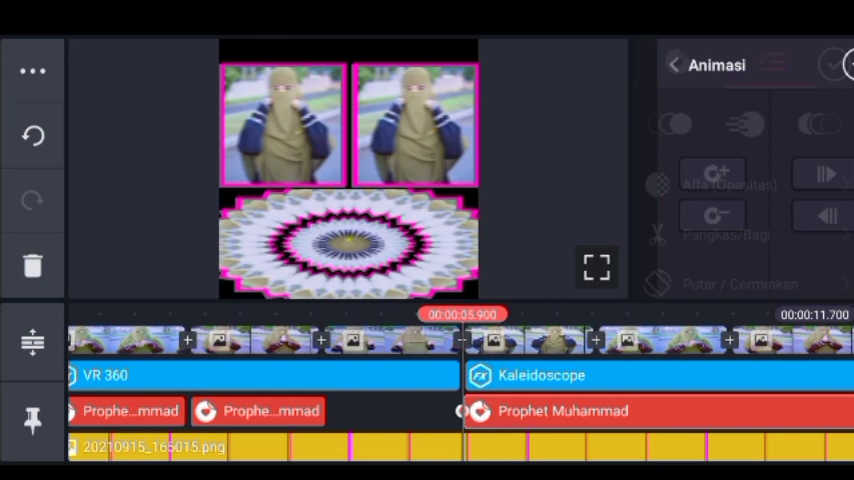 Animasi
Alfa (Opasitas)
Pangkas/Bagi
Putar / Cerminkan
00:00:05.900
00:00:11.700
VR 360
Kaleidoscope
Prophe...mmad
Prophe...mmad
Prophet Muhammad
20210915_165015.png